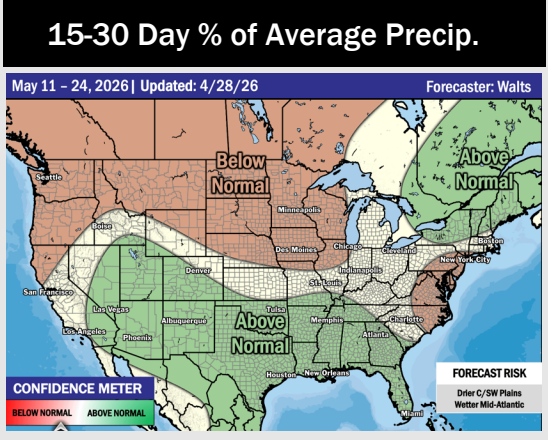 15-30 Day % of Average Precip.
May 11 – 24, 2026| Updated: 4/28/26
Forecaster: Walts
Below
Normal
Above
Normal
Seattle
Minneapolis
Boise
Boston
Des Moines
Chicago
Cleveland
New York City
Denver
Indianapolis
San Francisco
St. Louis
Las Vegas
Tulsa
Albuquerque
Above
Normal
Memphis
Charlotte
Los Angeles
Phoenix
Atlanta
Houston
New Orleans
Miami
CONFIDENCE METER
BELOW NORMAL
ABOVE NORMAL
FORECAST RISK
Drier C/SW Plains
Wetter Mid-Atlantic